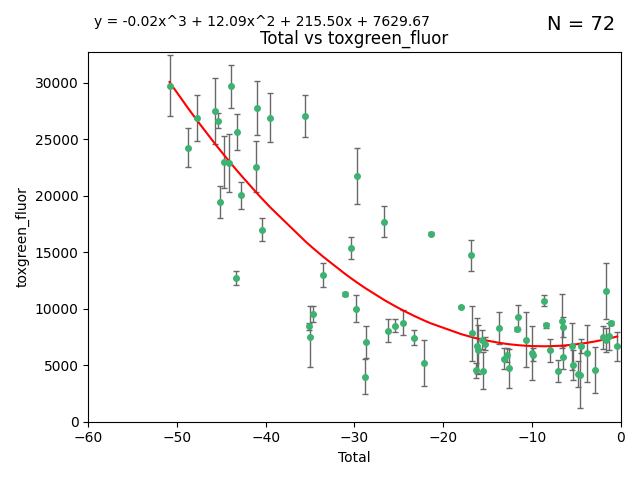 y = -0.02x^3 + 12.09x^2 + 215.50x + 7629.67
N = 72
Total vs toxgreen_fluor
30000
25000
20000
15000
10000
5000
0
toxgreen_fluor
−60
−50
−40
−30
−20
−10
0
Total